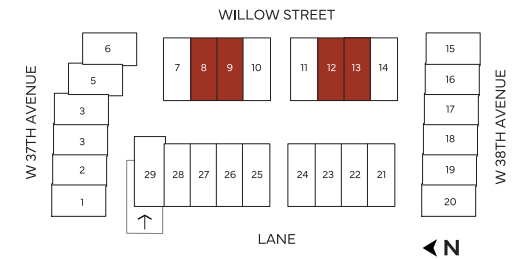 WILLOW STREET
6
7 8 9 10
11 12 13 14
15
5
16
3
17
3
18
2
29 28 27 26 25
24 23 22 21
19
1
20
W 37TH AVENUE
W 38TH AVENUE
LANE
N